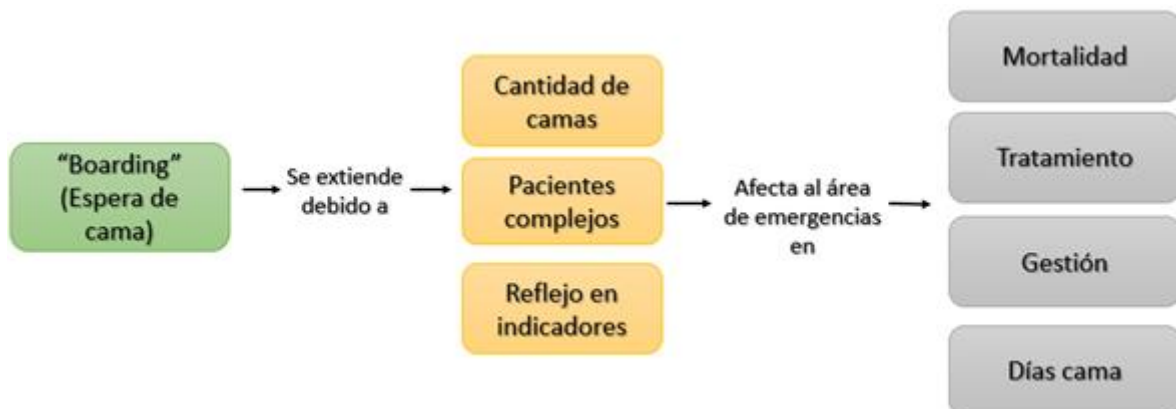 “Boarding”
(Espera de
cama)
Se extiende
debido a
Cantidad de
camas
Pacientes
complejos
Reflejo en
indicadores
Afecta al área
de emergencias
en
Mortalidad
Tratamiento
Gestión
Días cama